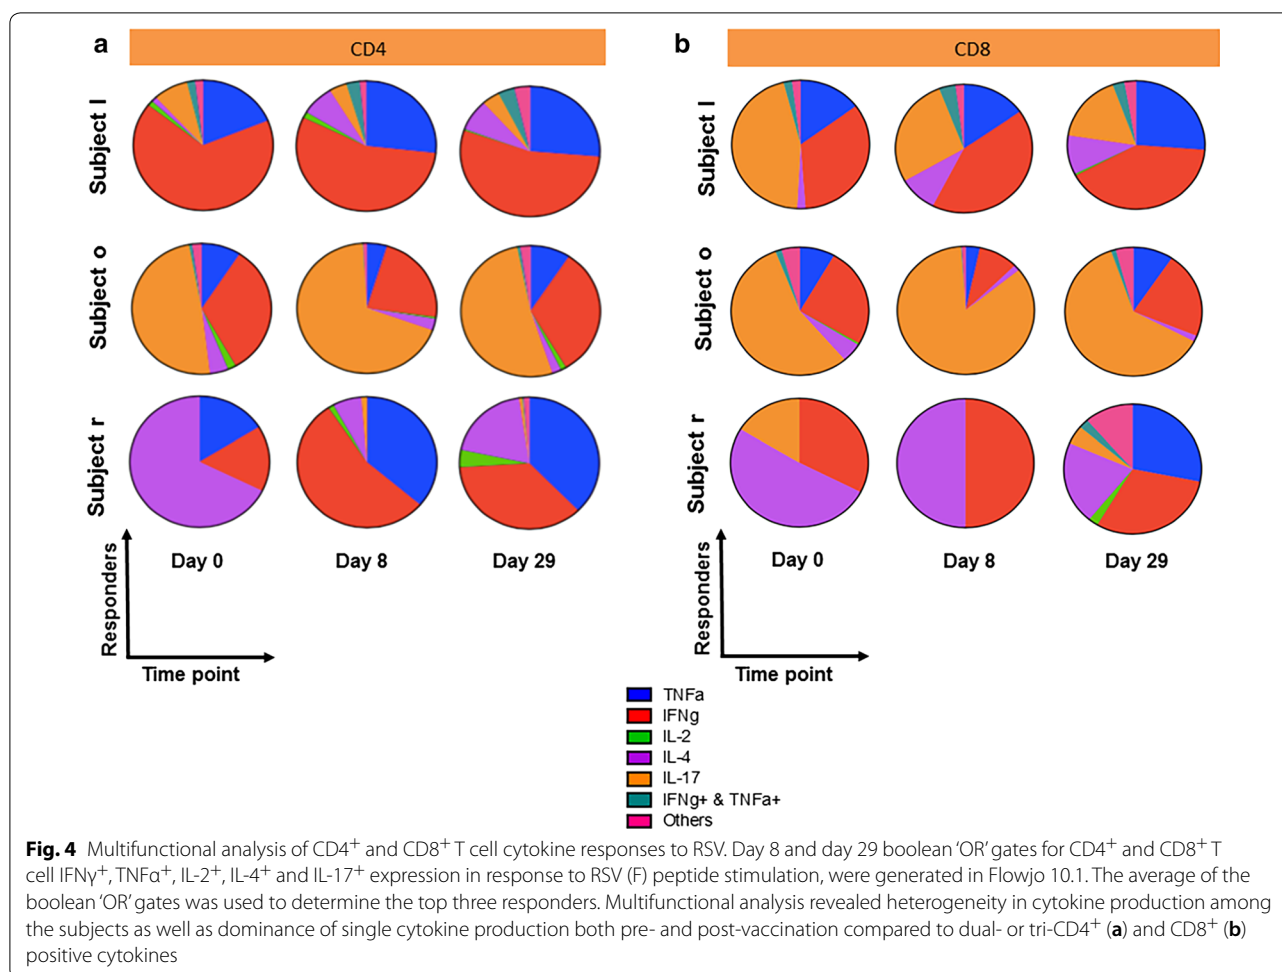 a
CD4
Subject l
Subject o
Subject r
Responders
Day 0
Day 8
Day 29
Time point
b
CD8
Subject l
Subject o
Subject r
Responders
Day 0
Day 8
Day 29
Time point
TNFa
IFNg
IL-2
IL-4
IL-17
IFNg+ & TNFa+
Others
Fig. 4 Multifunctional analysis of CD4⁺ and CD8⁺ T cell cytokine responses to RSV. Day 8 and day 29 boolean ‘OR’ gates for CD4⁺ and CD8⁺ T
cell IFNγ⁺, TNFα⁺, IL-2⁺, IL-4⁺ and IL-17⁺ expression in response to RSV (F) peptide stimulation, were generated in Flowjo 10.1. The average of the
boolean ‘OR’ gates was used to determine the top three responders. Multifunctional analysis revealed heterogeneity in cytokine production among
the subjects as well as dominance of single cytokine production both pre- and post-vaccination compared to dual- or tri-CD4⁺ (a) and CD8⁺ (b)
positive cytokines